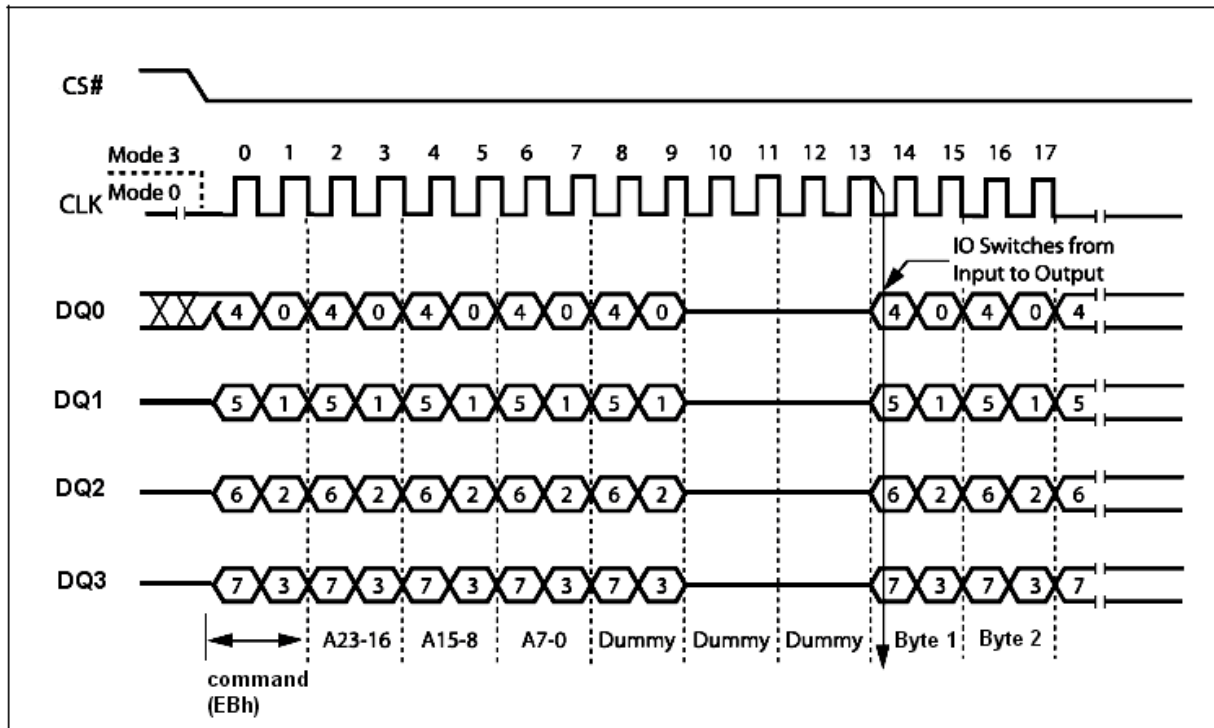 CS#
Mode 3
0 1 2 3 4 5 6 7 8 9 10 11 12 13 14 15 16 17
Mode 0
CLK
IO Switches from
Input to Output
DQ0 4 0 4 0 4 0 4 0 4 0 4 0 4 0 4
DQ1 5 1 5 1 5 1 5 1 5 1 5 1 5 1 5
DQ2 6 2 6 2 6 2 6 2 6 2 6 2 6 2 6
DQ3 7 3 7 3 7 3 7 3 7 3 7 3 7 3 7
A23-16 A15-8 A7-0 Dummy Dummy Dummy Byte 1 Byte 2
command
(EBh)